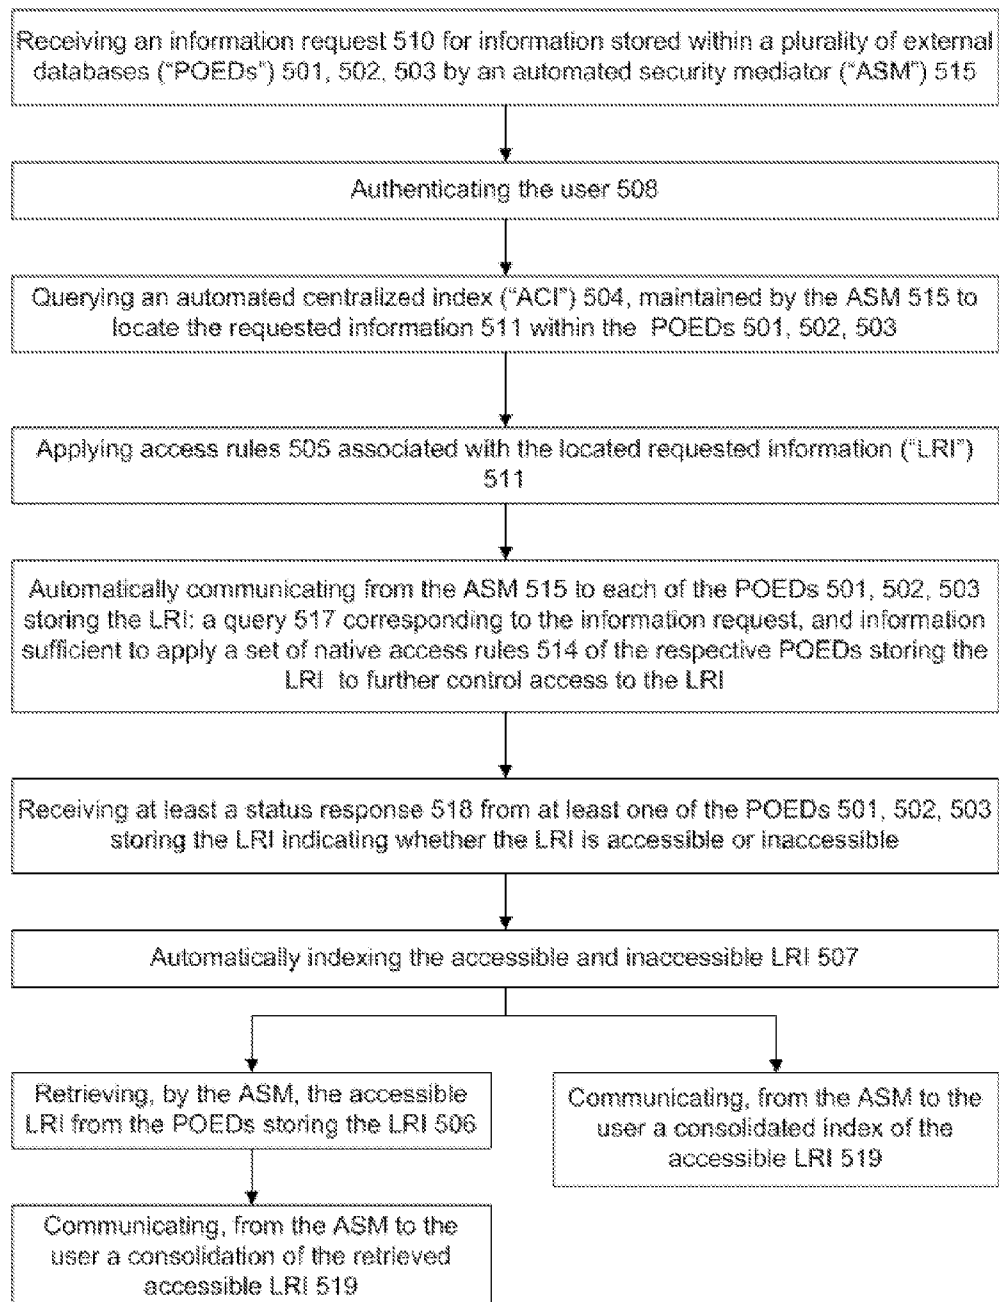 Receiving an information request 510 for information stored within a plurality of external
databases (“POEDs”) 501, 502, 503 by an automated security mediator (“ASM”) 515
Authenticating the user 508
Querying an automated centralized index (“ACI”) 504, maintained by the ASM 515 to
locate the requested information 511 within the POEDs 501, 502, 503
Applying access rules 505 associated with the located requested information (“LRI”)
511
Automatically communicating from the ASM 515 to each of the POEDs 501, 502, 503
storing the LRI: a query 517 corresponding to the information request, and information
sufficient to apply a set of native access rules 514 of the respective POEDs storing the
LRI to further control access to the LRI
Receiving at least a status response 518 from at least one of the POEDs 501, 502, 503
storing the LRI indicating whether the LRI is accessible or inaccessible
Automatically indexing the accessible and inaccessible LRI 507
Retrieving, by the ASM, the accessible
LRI from the POEDs storing the LRI 506
Communicating, from the ASM to the
user a consolidated index of the
accessible LRI 519
Communicating, from the ASM to the
user a consolidation of the retrieved
accessible LRI 519